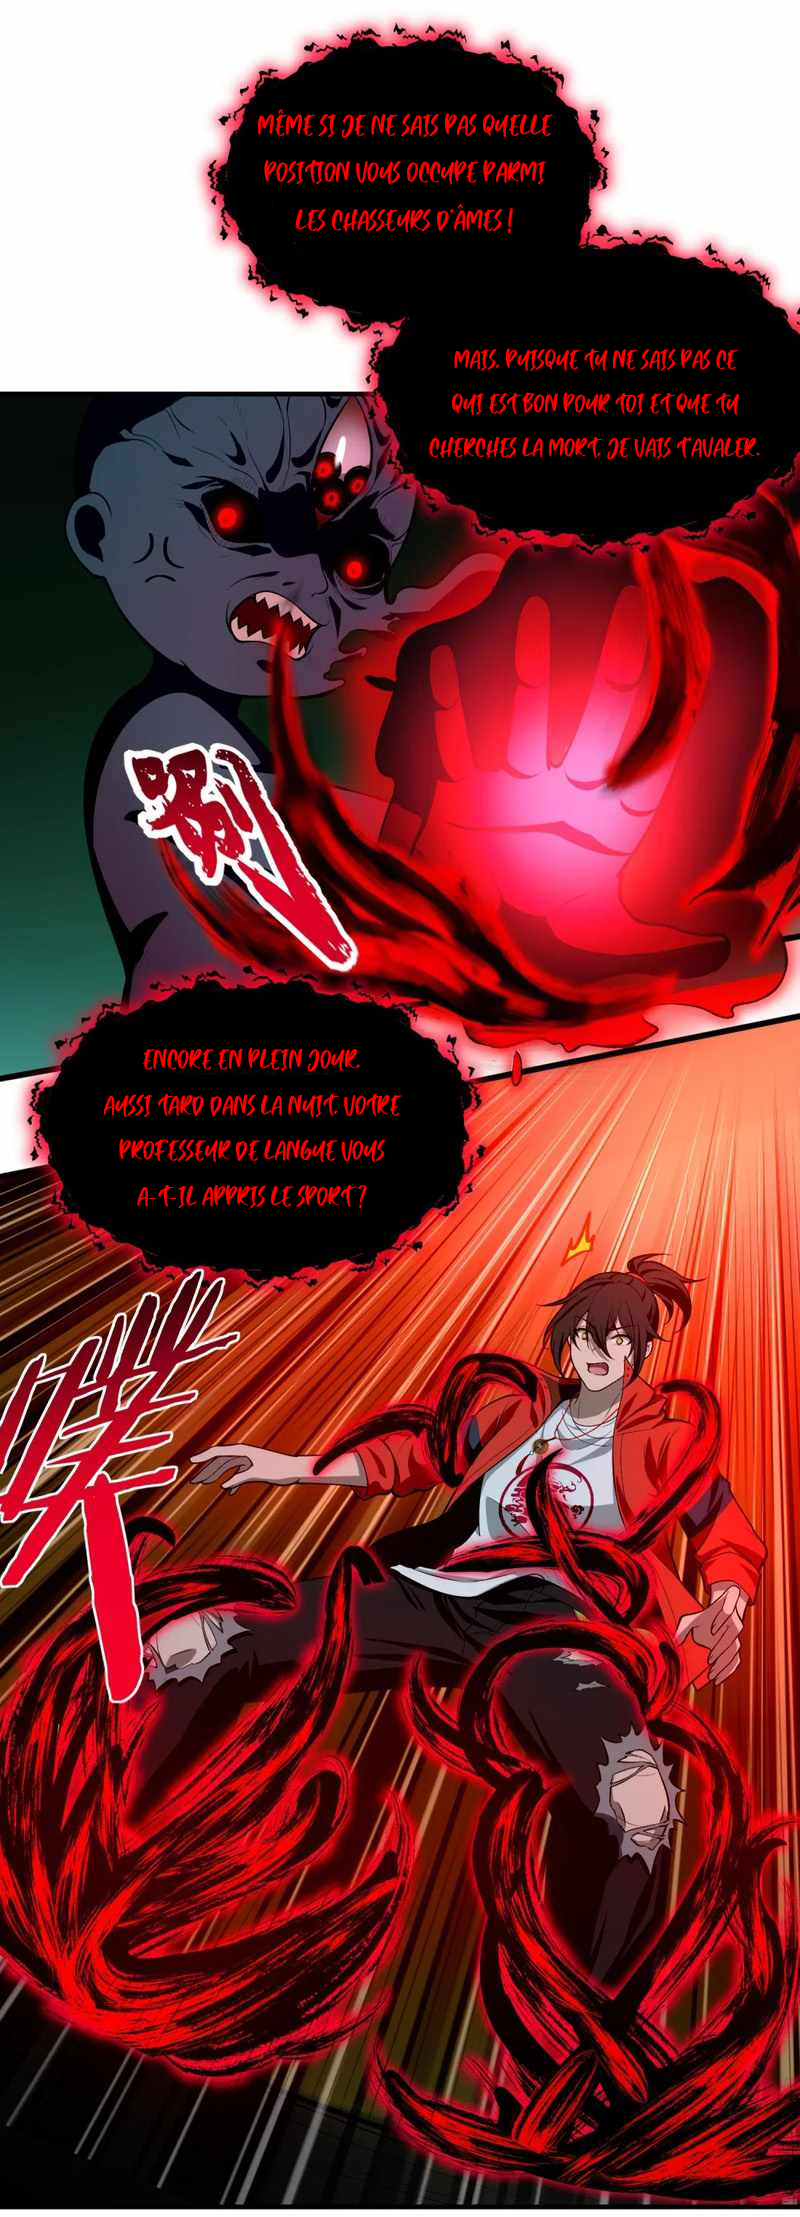 MÊME SI JE NE SAIS PAS QUELLE
POSITION VOUS OCCUPE PARMI
LES CHASSEURS D'ÂMES !
MAIS, PUISQUE TU NE SAIS PAS CE
QUI EST BON POUR TOI ET QUE TU
CHERCHES LA MORT, JE VAIS T'AVALER.
ENCORE EN PLEIN JOUR.
AUSSI TARD DANS LA NUIT, VOTRE
PROFESSEUR DE LANGUE VOUS
A-T-IL APPRIS LE SPORT ?